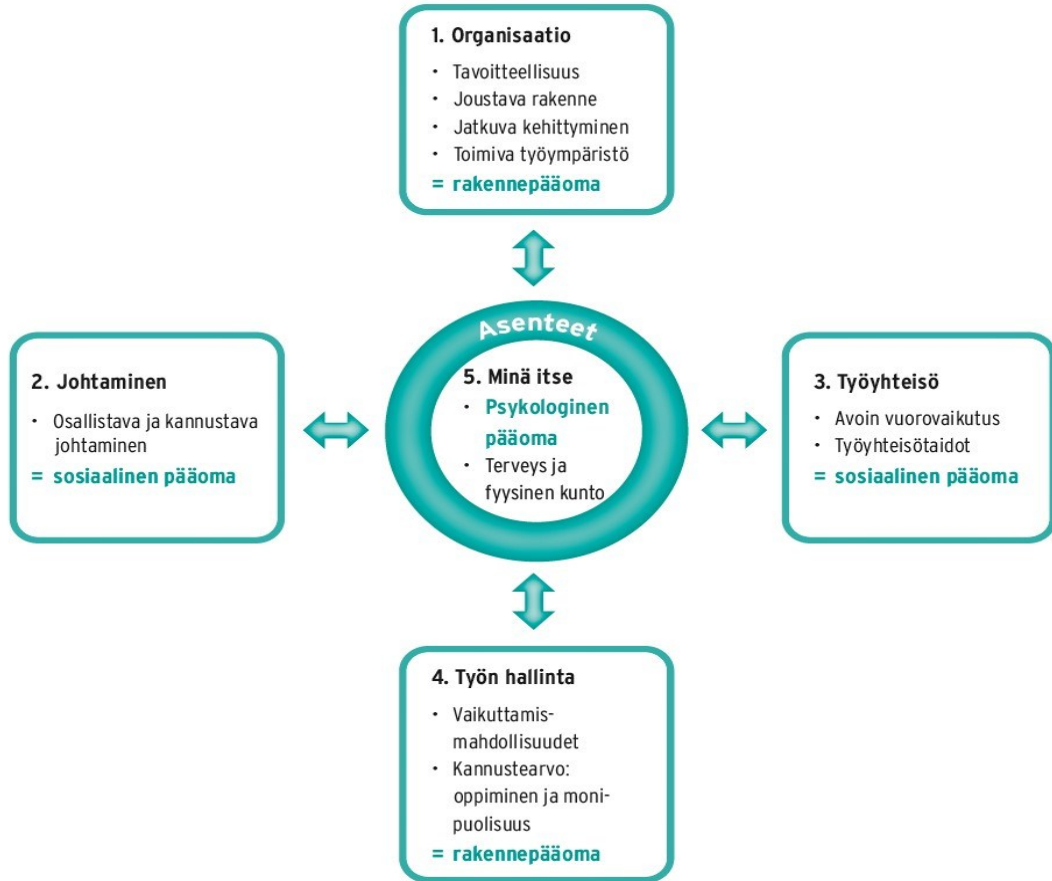 1. Organisaatio
• Tavoitteellisuus
• Joustava rakenne
• Jatkuva kehittyminen
• Toimiva työympäristö
= rakennepääoma
2. Johtaminen
• Osallistava ja kannustava
johtaminen
= sosiaalinen pääoma
Asenteet
5. Minä itse
• Psykologinen
pääoma
• Terveys ja
fyysinen kunto
3. Työyhteisö
• Avoin vuorovaikutus
• Työyhteisötaidot
= sosiaalinen pääoma
4. Työn hallinta
• Vaikuttamis-
mahdollisuudet
• Kannustearvo:
oppiminen ja moni-
puolisuus
= rakennepääoma